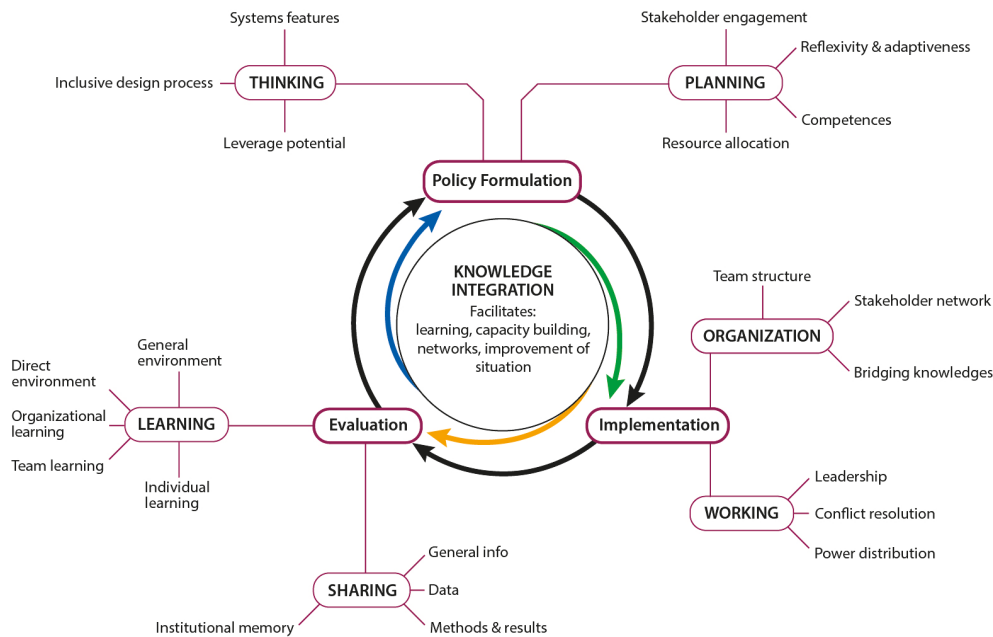 Systems features
Inclusive design process
THINKING
Leverage potential
Stakeholder engagement
Reflexivity & adaptiveness
PLANNING
Competences
Resource allocation
Policy Formulation
KNOWLEDGE
INTEGRATION
Facilitates:
learning, capacity building,
networks, improvement of
situation
Team structure
Stakeholder network
ORGANIZATION
Bridging knowledges
Implementation
Leadership
WORKING
Conflict resolution
Power distribution
Evaluation
General
environment
Direct
environment
Organizational
learning
LEARNING
Team learning
Individual
learning
General info
SHARING
Data
Institutional memory
Methods & results